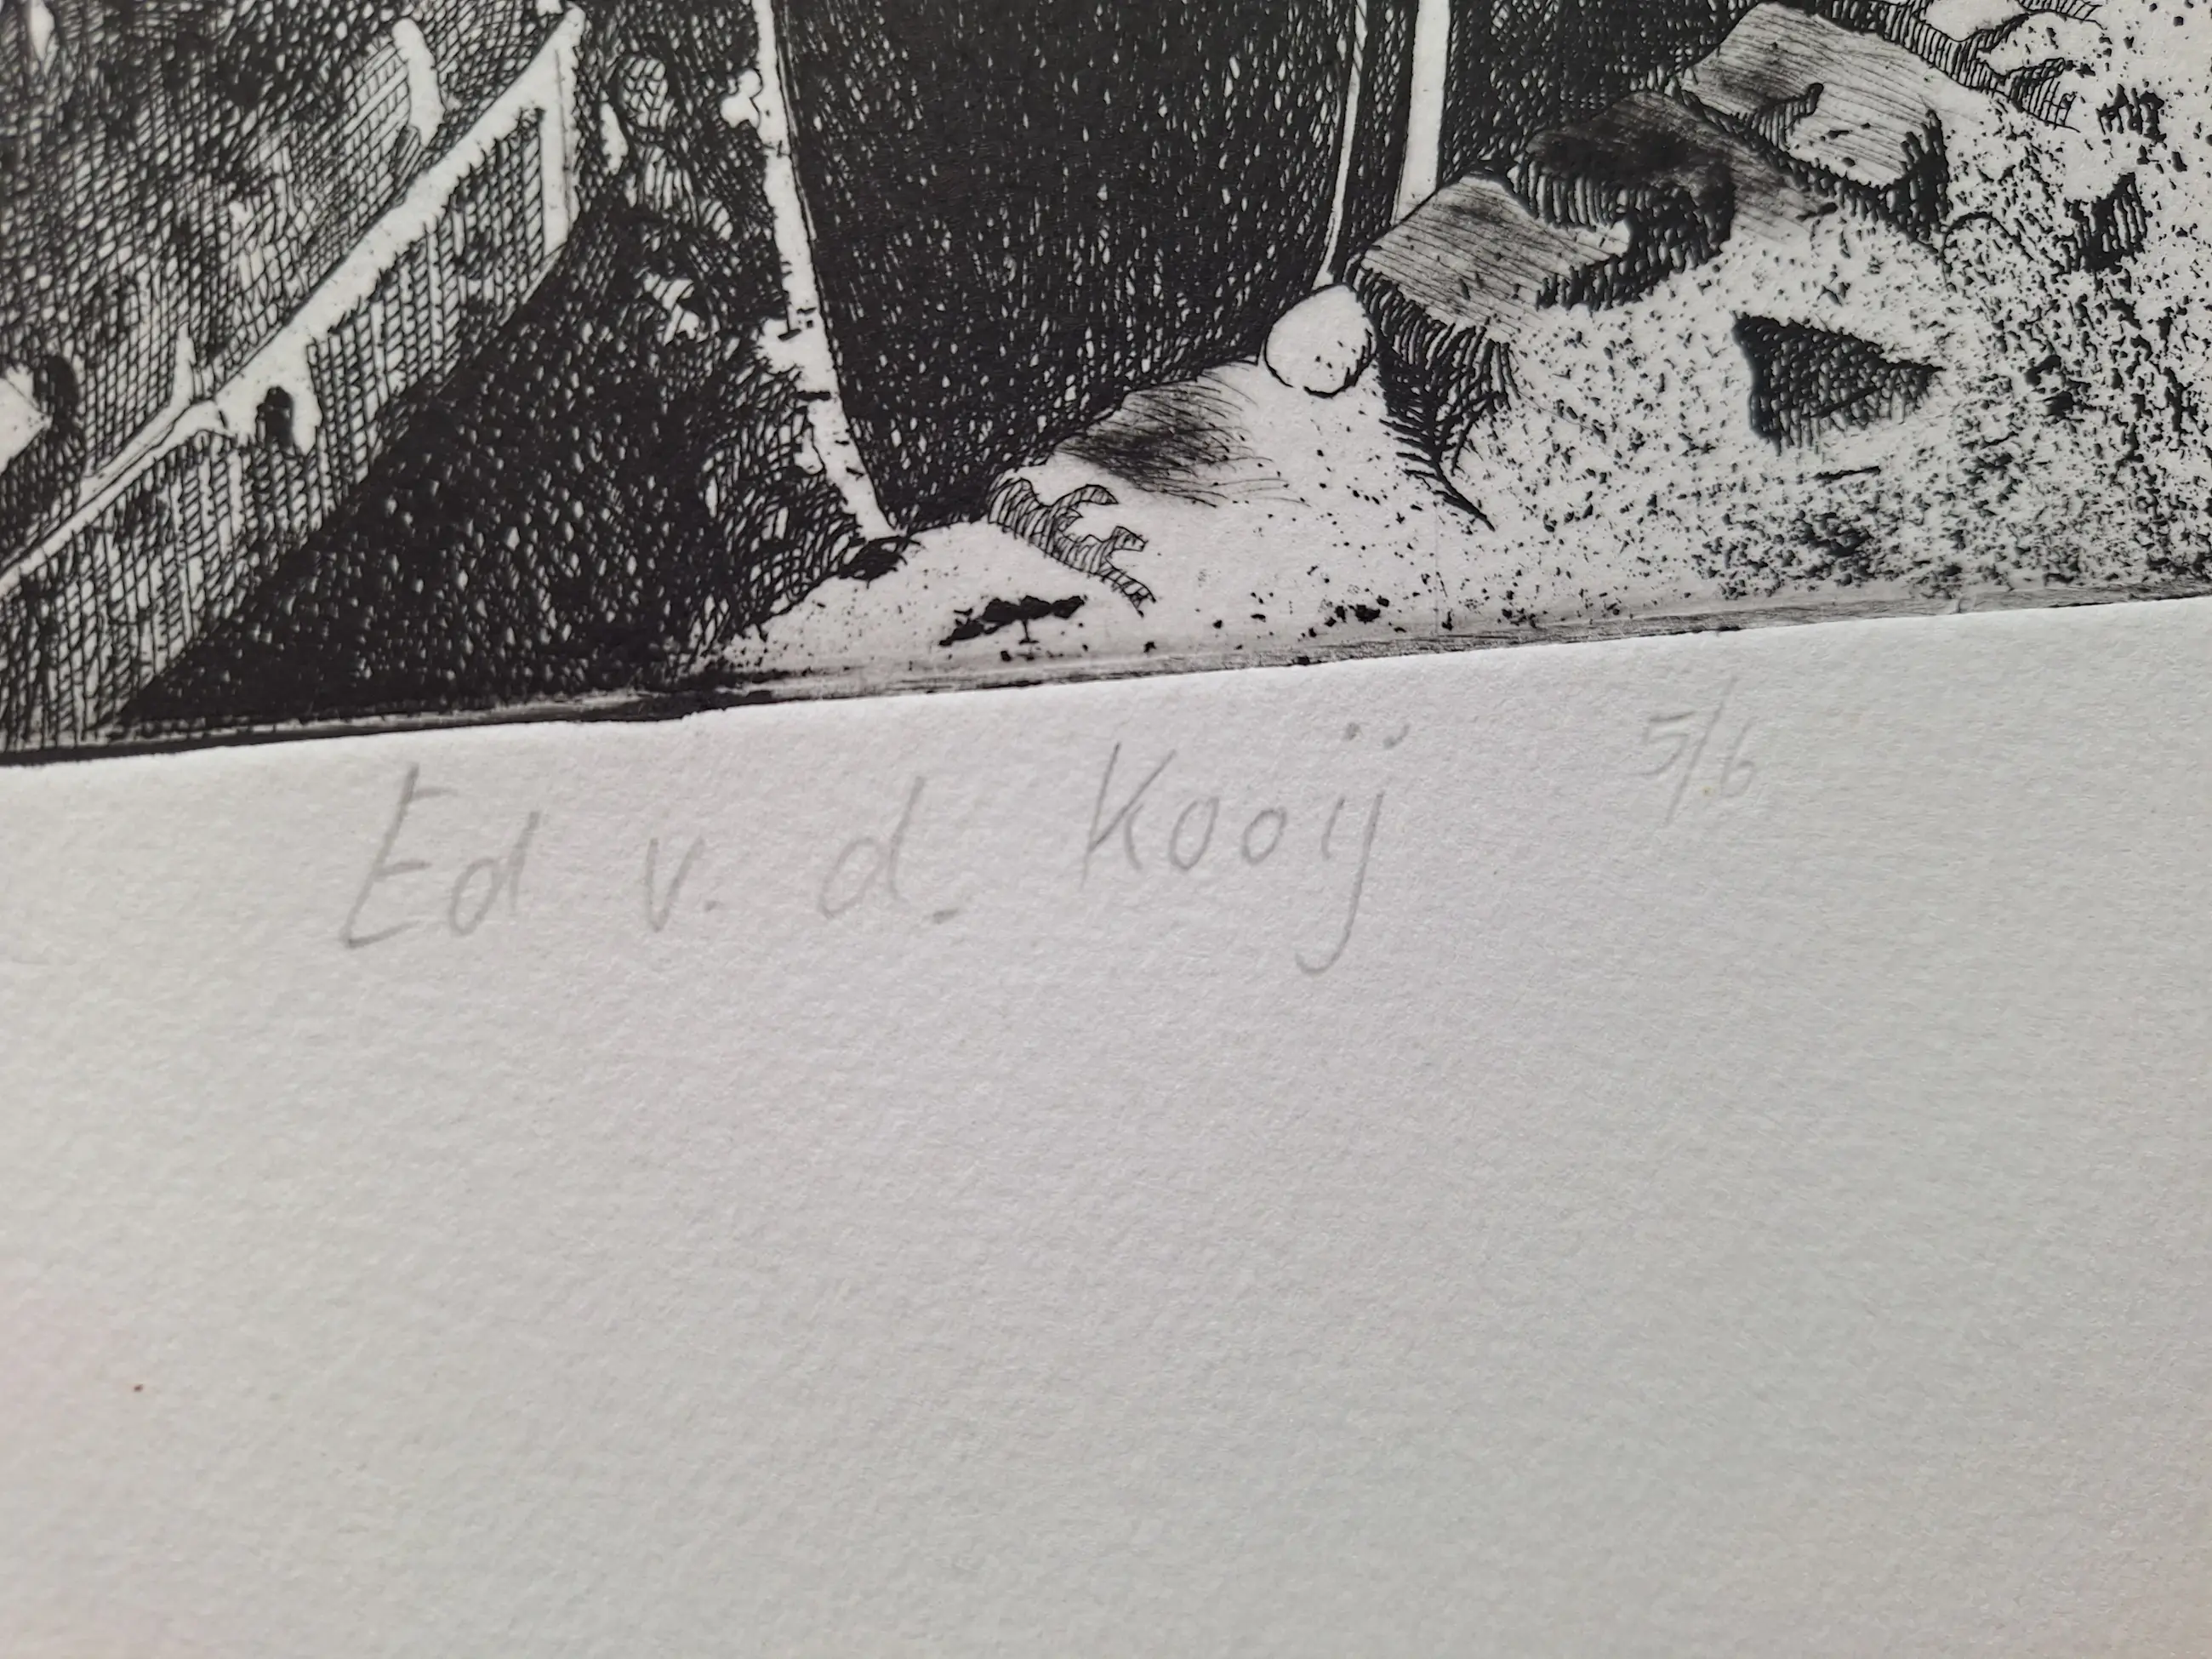 Ed v. d. Kooij 5/6